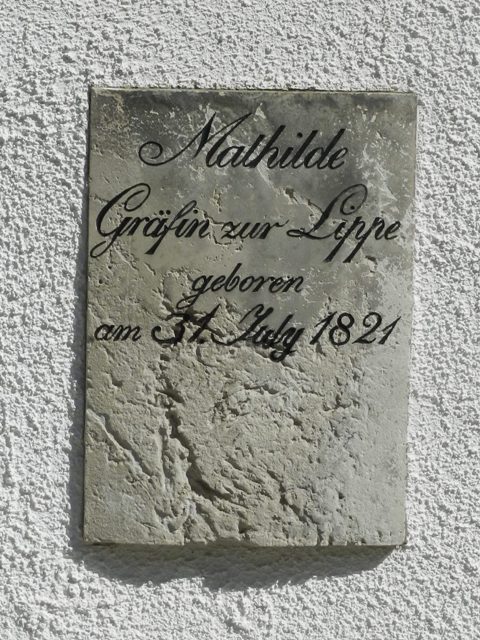 Mathilde
Gräfin zur Lippe
geboren
am 31. July 1821